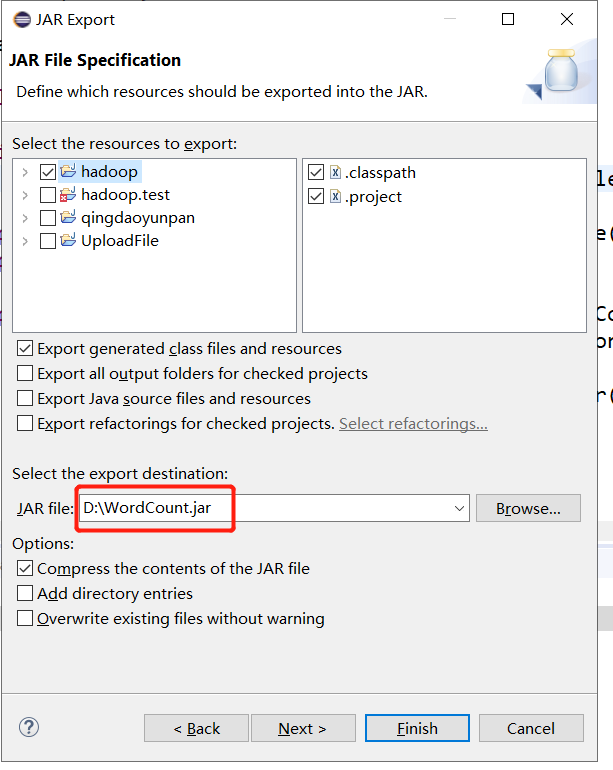 JAR Export
JAR File Specification
Define which resources should be exported into the JAR.
Select the resources to export:
hadoop
hadoop.test
qingdaoyunpan
UploadFile
.classpath
.project
Export generated class files and resources
Export all output folders for checked projects
Export Java source files and resources
Export refactorings for checked projects. Select refactorings...
Select the export destination:
JAR file: D:\WordCount.jar Browse...
Options:
Compress the contents of the JAR file
Add directory entries
Overwrite existing files without warning
? < Back Next > Finish Cancel